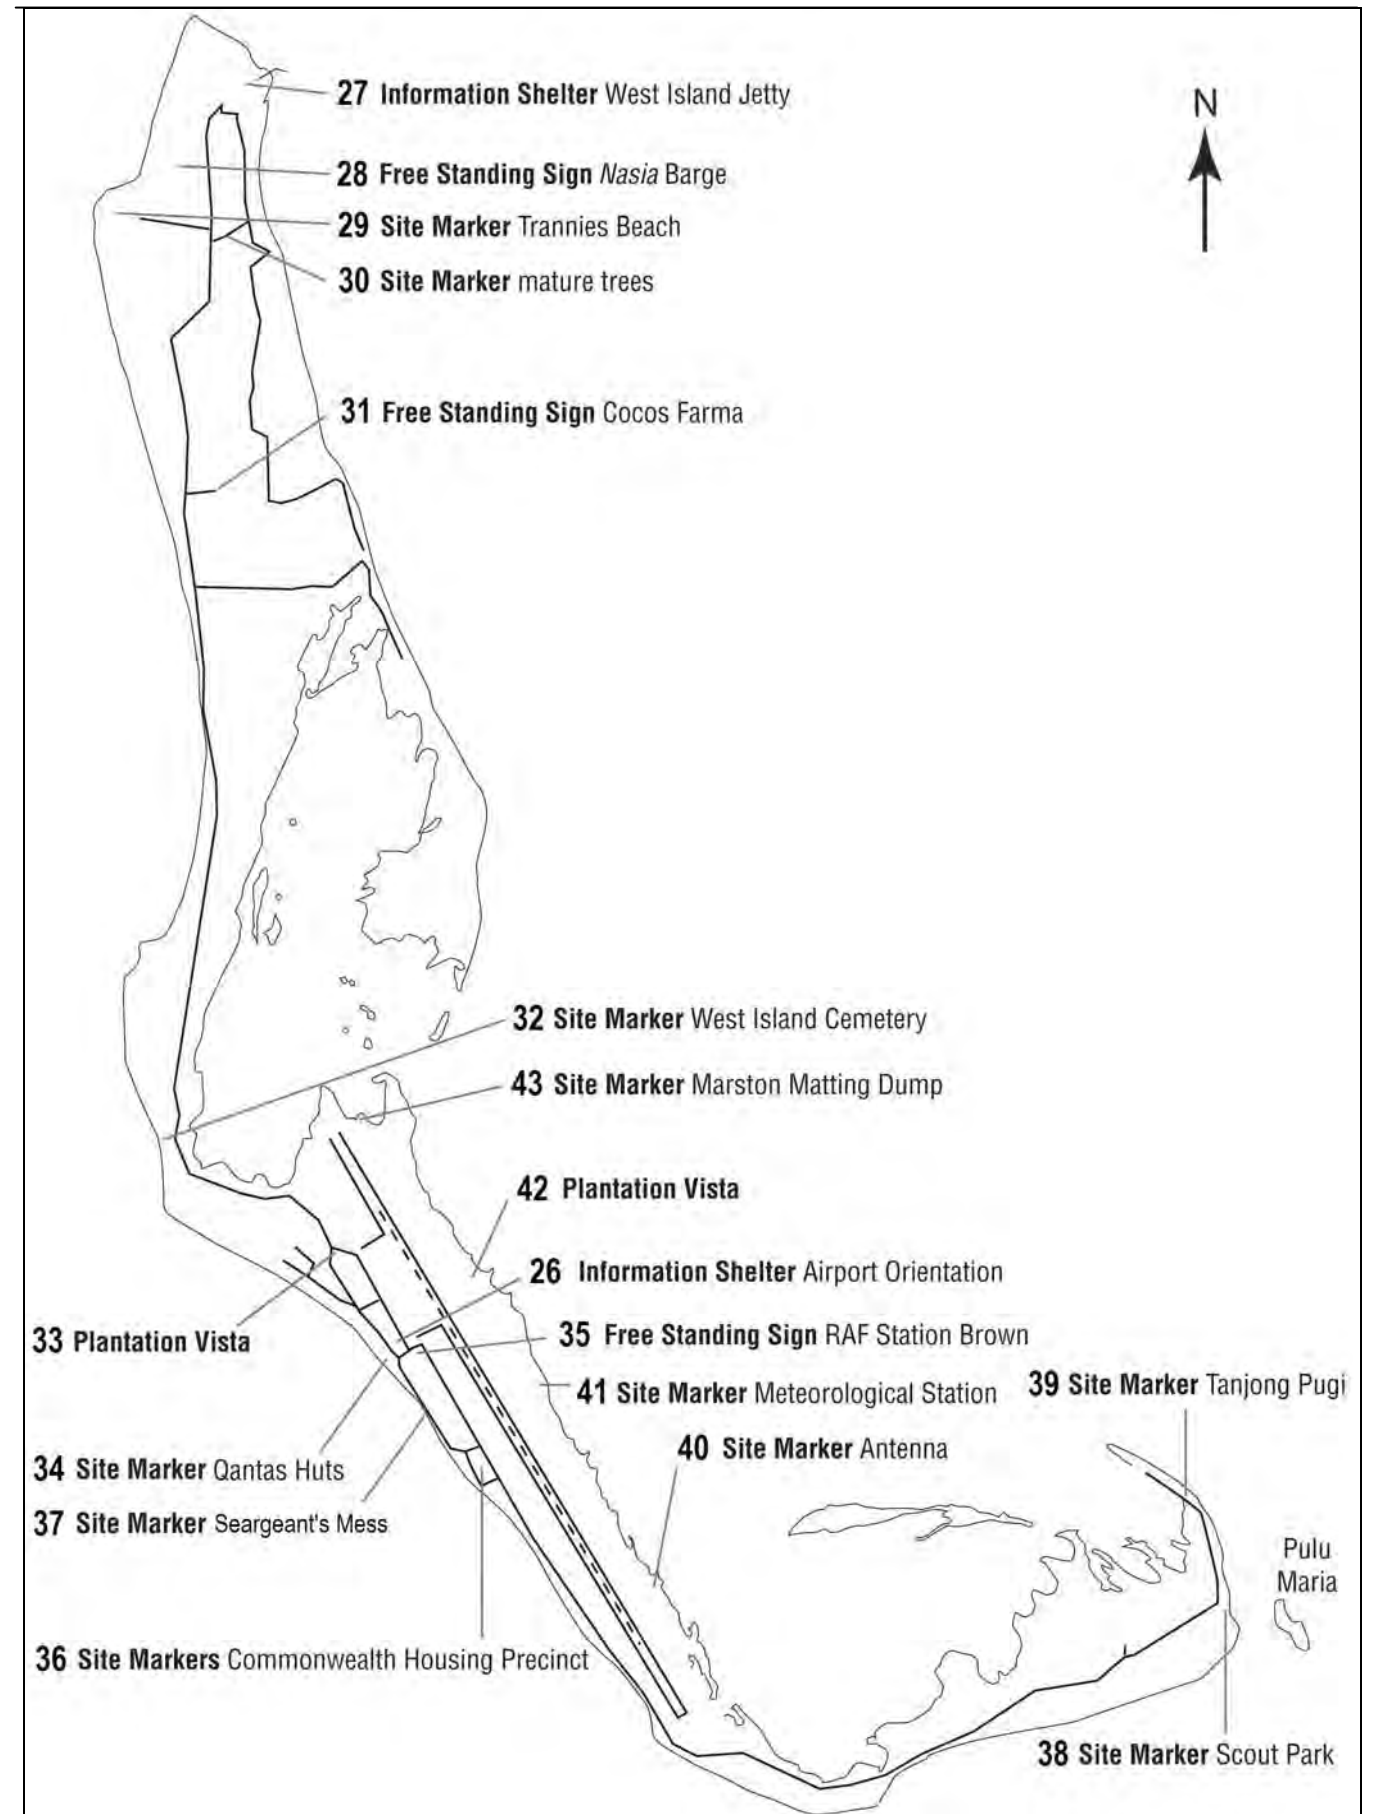 27 Information Shelter West Island Jetty
N
28 Free Standing Sign Nasia Barge
29 Site Marker Trannies Beach
30 Site Marker mature trees
31 Free Standing Sign Cocos Farma
32 Site Marker West Island Cemetery
43 Site Marker Marston Matting Dump
42 Plantation Vista
26 Information Shelter Airport Orientation
33 Plantation Vista
35 Free Standing Sign RAF Station Brown
41 Site Marker Meteorological Station
39 Site Marker Tanjong Pugi
40 Site Marker Antenna
34 Site Marker Qantas Huts
37 Site Marker Seargeant's Mess
Pulu
Maria
36 Site Markers Commonwealth Housing Precinct
38 Site Marker Scout Park